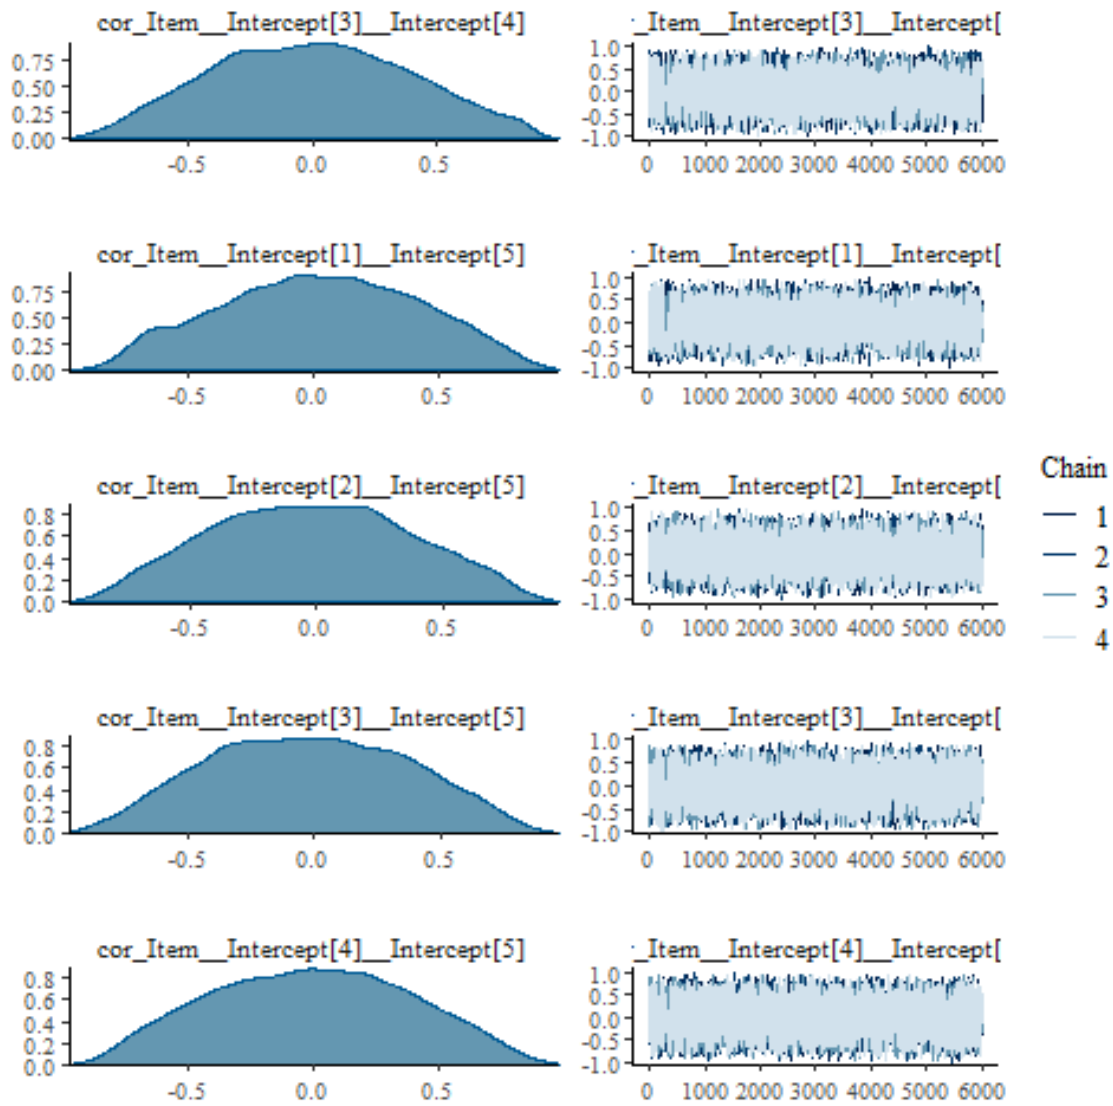 cor_Item__Intercept[3]__Intercept[4]
_Item__Intercept[3]__Intercept[
0.75
0.50
0.25
0.00
-0.5 0.0 0.5
1.0
0.5
0.0
-0.5
-1.0
0 1000 2000 3000 4000 5000 6000
cor_Item__Intercept[1]__Intercept[5]
_Item__Intercept[1]__Intercept[
0.75
0.50
0.25
0.00
-0.5 0.0 0.5
1.0
0.5
0.0
-0.5
-1.0
0 1000 2000 3000 4000 5000 6000
cor_Item__Intercept[2]__Intercept[5]
_Item__Intercept[2]__Intercept[
0.8
0.6
0.4
0.2
0.0
-0.5 0.0 0.5
1.0
0.5
0.0
-0.5
-1.0
0 1000 2000 3000 4000 5000 6000
cor_Item__Intercept[3]__Intercept[5]
_Item__Intercept[3]__Intercept[
0.8
0.6
0.4
0.2
0.0
-0.5 0.0 0.5
1.0
0.5
0.0
-0.5
-1.0
0 1000 2000 3000 4000 5000 6000
cor_Item__Intercept[4]__Intercept[5]
_Item__Intercept[4]__Intercept[
0.8
0.6
0.4
0.2
0.0
-0.5 0.0 0.5
1.0
0.5
0.0
-0.5
-1.0
0 1000 2000 3000 4000 5000 6000
Chain
1
2
3
4